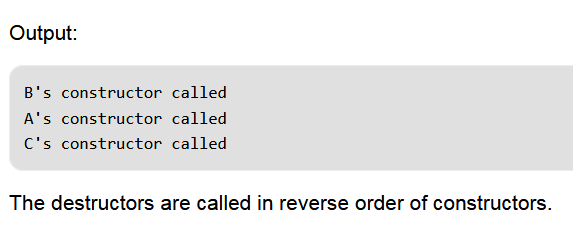 Output:
B's constructor called
A's constructor called
C's constructor called
The destructors are called in reverse order of constructors.